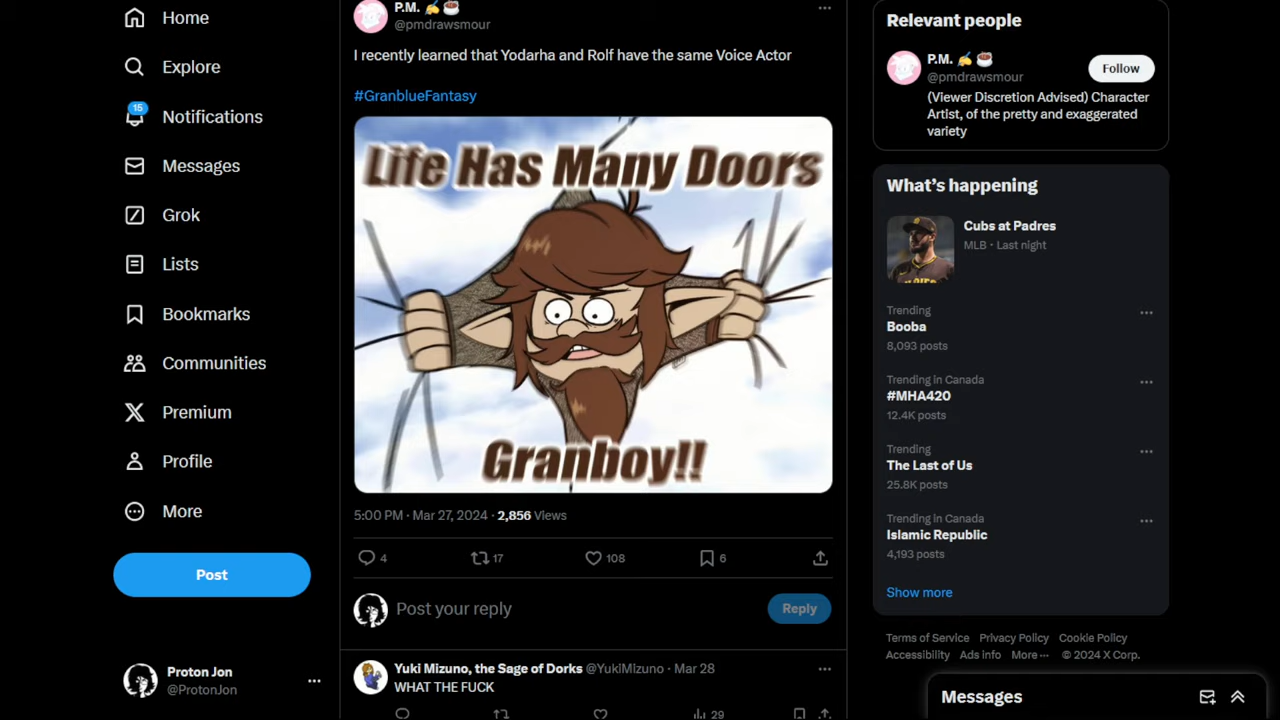 Home
Explore
15
Notifications
Messages
Grok
Lists
Bookmarks
Communities
Premium
Profile
More
Post
Proton Jon
@ProtonJon
P.M. ✍️☕
@pmdrawsmour
I recently learned that Yodarha and Rolf have the same Voice Actor
#GranblueFantasy
Life Has Many Doors
Granboy!!
5:00 PM · Mar 27, 2024 · 2,856 Views
4
17
108
6
Post your reply
Reply
Yuki Mizuno, the Sage of Dorks @YukiMizuno · Mar 28
WHAT THE FUCK
29
Relevant people
P.M. ✍️☕
@pmdrawsmour
Follow
(Viewer Discretion Advised) Character
Artist, of the pretty and exaggerated
variety
What's happening
Cubs at Padres
MLB · Last night
Trending
Booba
8,093 posts
Trending in Canada
#MHA420
12.4K posts
Trending
The Last of Us
25.8K posts
Trending in Canada
Islamic Republic
4,193 posts
Show more
Terms of Service Privacy Policy Cookie Policy
Accessibility Ads info More ··· © 2024 X Corp.
Messages